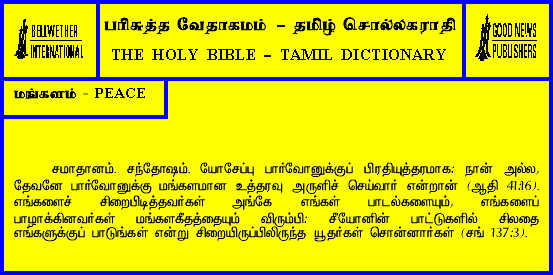 BELLWETHER
INTERNATIONAL
பரிசுத்த வேதாகமம் – தமிழ் சொல்லகராதி
THE HOLY BIBLE – TAMIL DICTIONARY
GOOD NEWS
PUBLISHERS
மங்களம் - PEACE
சமாதானம். சந்தோஷம். யோசேப்பு பார்வோனுக்குப் பிரதியுத்தரமாக: நான் அல்ல,
தேவனே பார்வோனுக்கு மங்களமான உத்தரவு அருளிச் செய்வார் என்றான் (ஆதி 41:16).
எங்களைச் சிறைபிடித்தவர்கள் அங்கே எங்கள் பாடல்களையும், எங்களைப்
பாழாக்கினவர்கள் மங்களகீதத்தையும் விரும்பி: சீயோனின் பாட்டுகளில் சிலதை
எங்களுக்குப் பாடுங்கள் என்று சிறையிருப்பிலிருந்த யூதர்கள் சொன்னார்கள் (சங் 137:3).